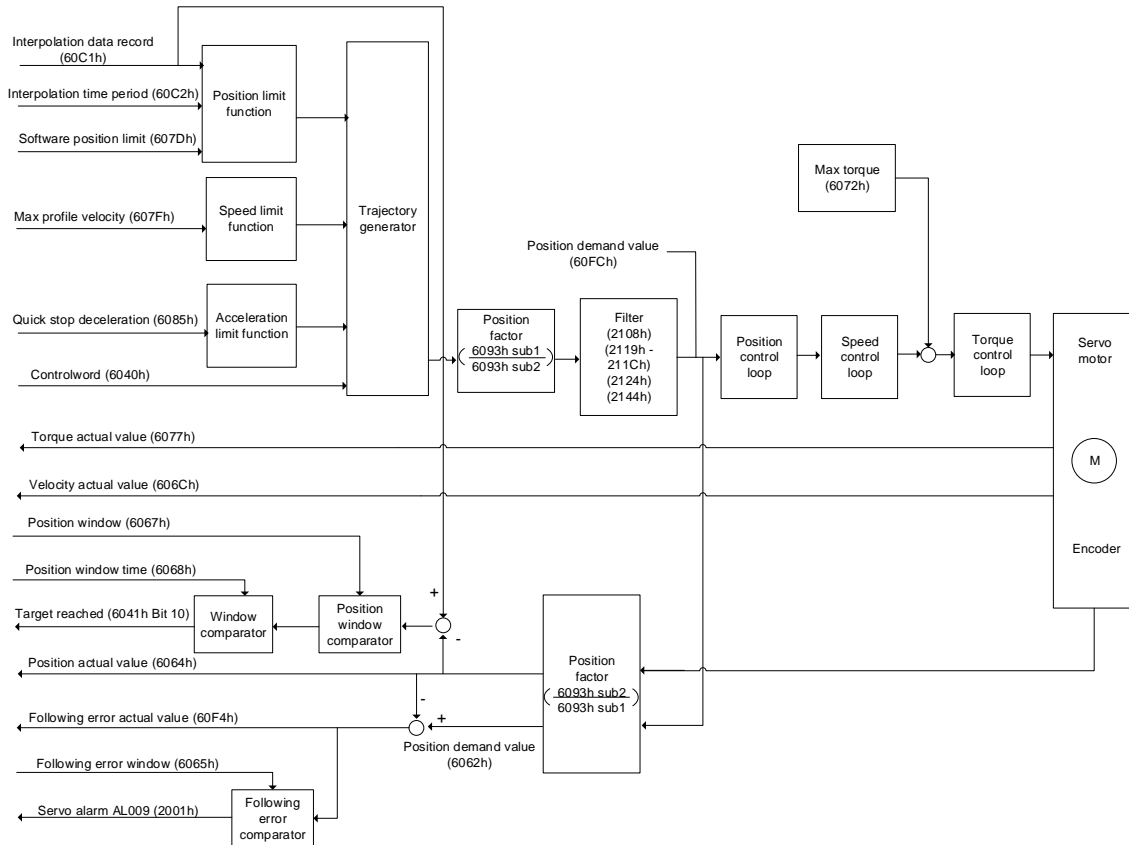 Interpolation data record
(60C1h)
Interpolation time period (60C2h)
Software position limit (607Dh)
Position limit
function
Max profile velocity (607Fh)
Speed limit
function
Quick stop deceleration (6085h)
Acceleration
limit function
Controlword (6040h)
Trajectory
generator
Position
factor
(6093h sub1
6093h sub2)
Filter
(2108h)
(2119h -
211Ch)
(2124h)
(2144h)
Position demand value
(60FCh)
Position
control
loop
Speed
control
loop
Max torque
(6072h)
Torque
control
loop
Servo
motor
M
Encoder
Torque actual value (6077h)
Velocity actual value (606Ch)
Position window (6067h)
Position window time (6068h)
Target reached (6041h Bit 10)
Window
comparator
Position
window
comparator
+
-
Position actual value (6064h)
Position
factor
(6093h sub2
6093h sub1)
-
+
Following error actual value (60F4h)
Position demand value
(6062h)
Following error window (6065h)
Servo alarm AL009 (2001h)
Following
error
comparator